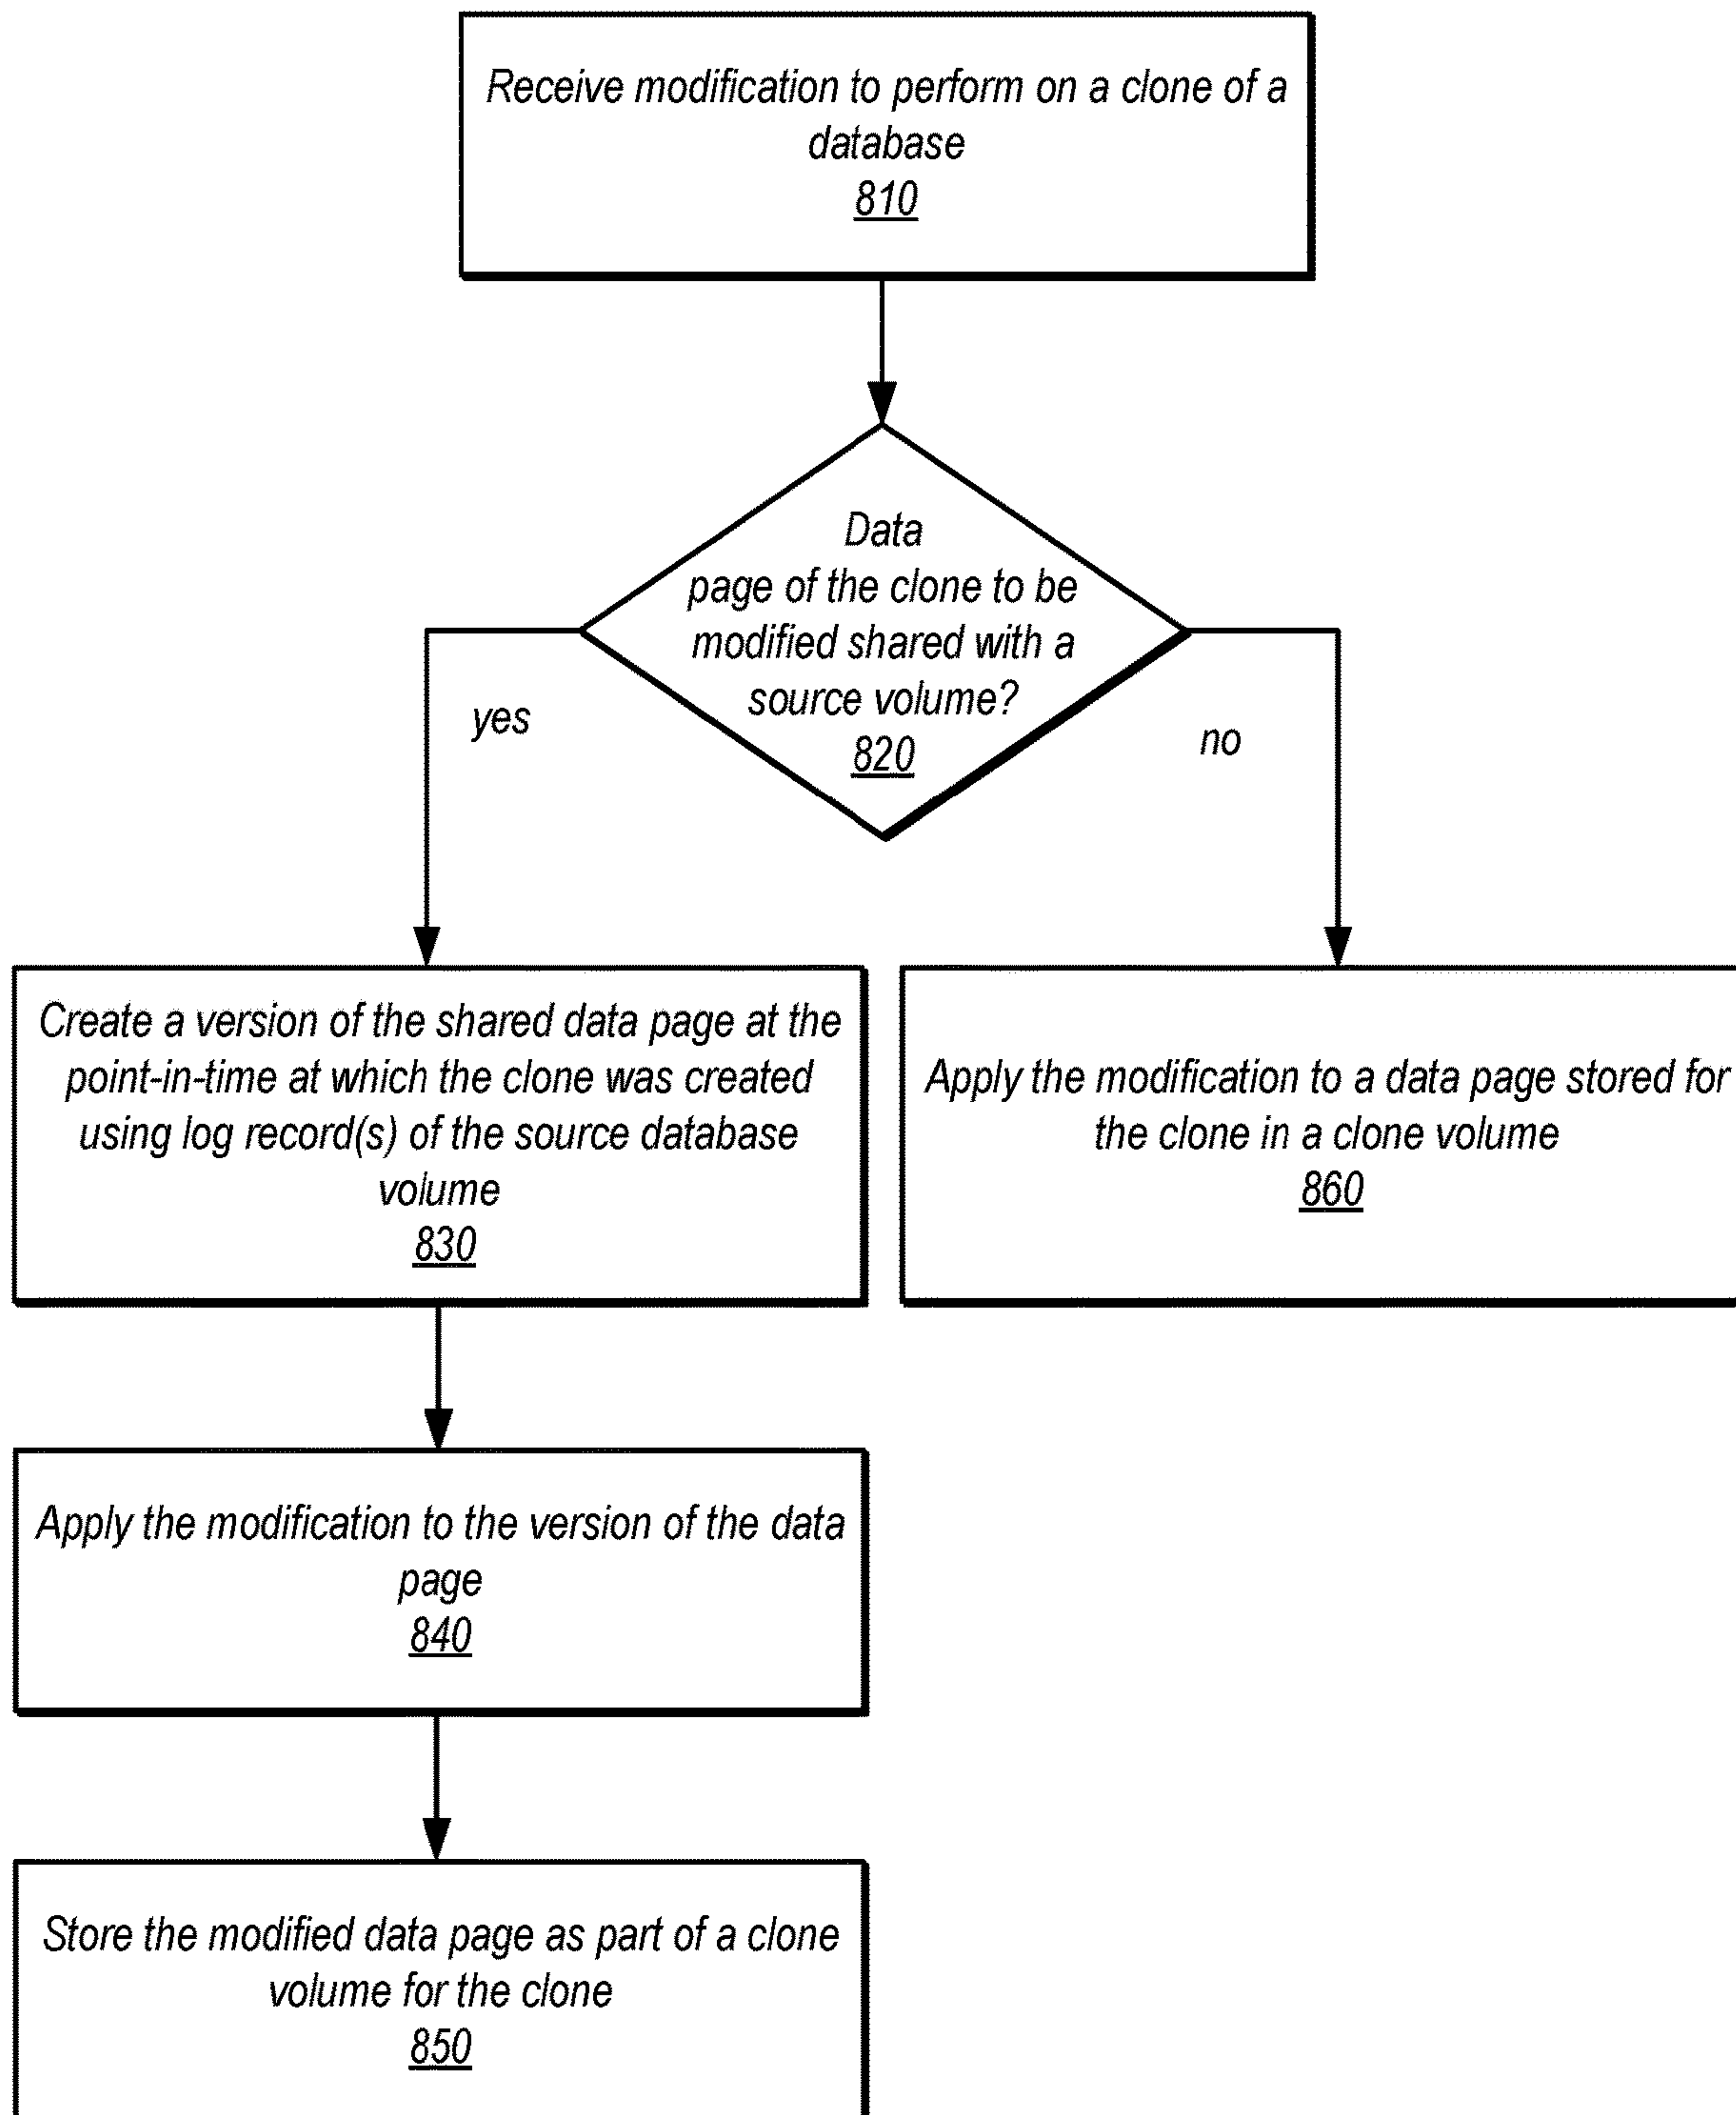 Receive modification to perform on a clone of a
database
810
Data
page of the clone to be
modified shared with a
source volume?
820
yes
no
Create a version of the shared data page at the
point-in-time at which the clone was created
using log record(s) of the source database
volume
830
Apply the modification to a data page stored for
the clone in a clone volume
860
Apply the modification to the version of the data
page
840
Store the modified data page as part of a clone
volume for the clone
850